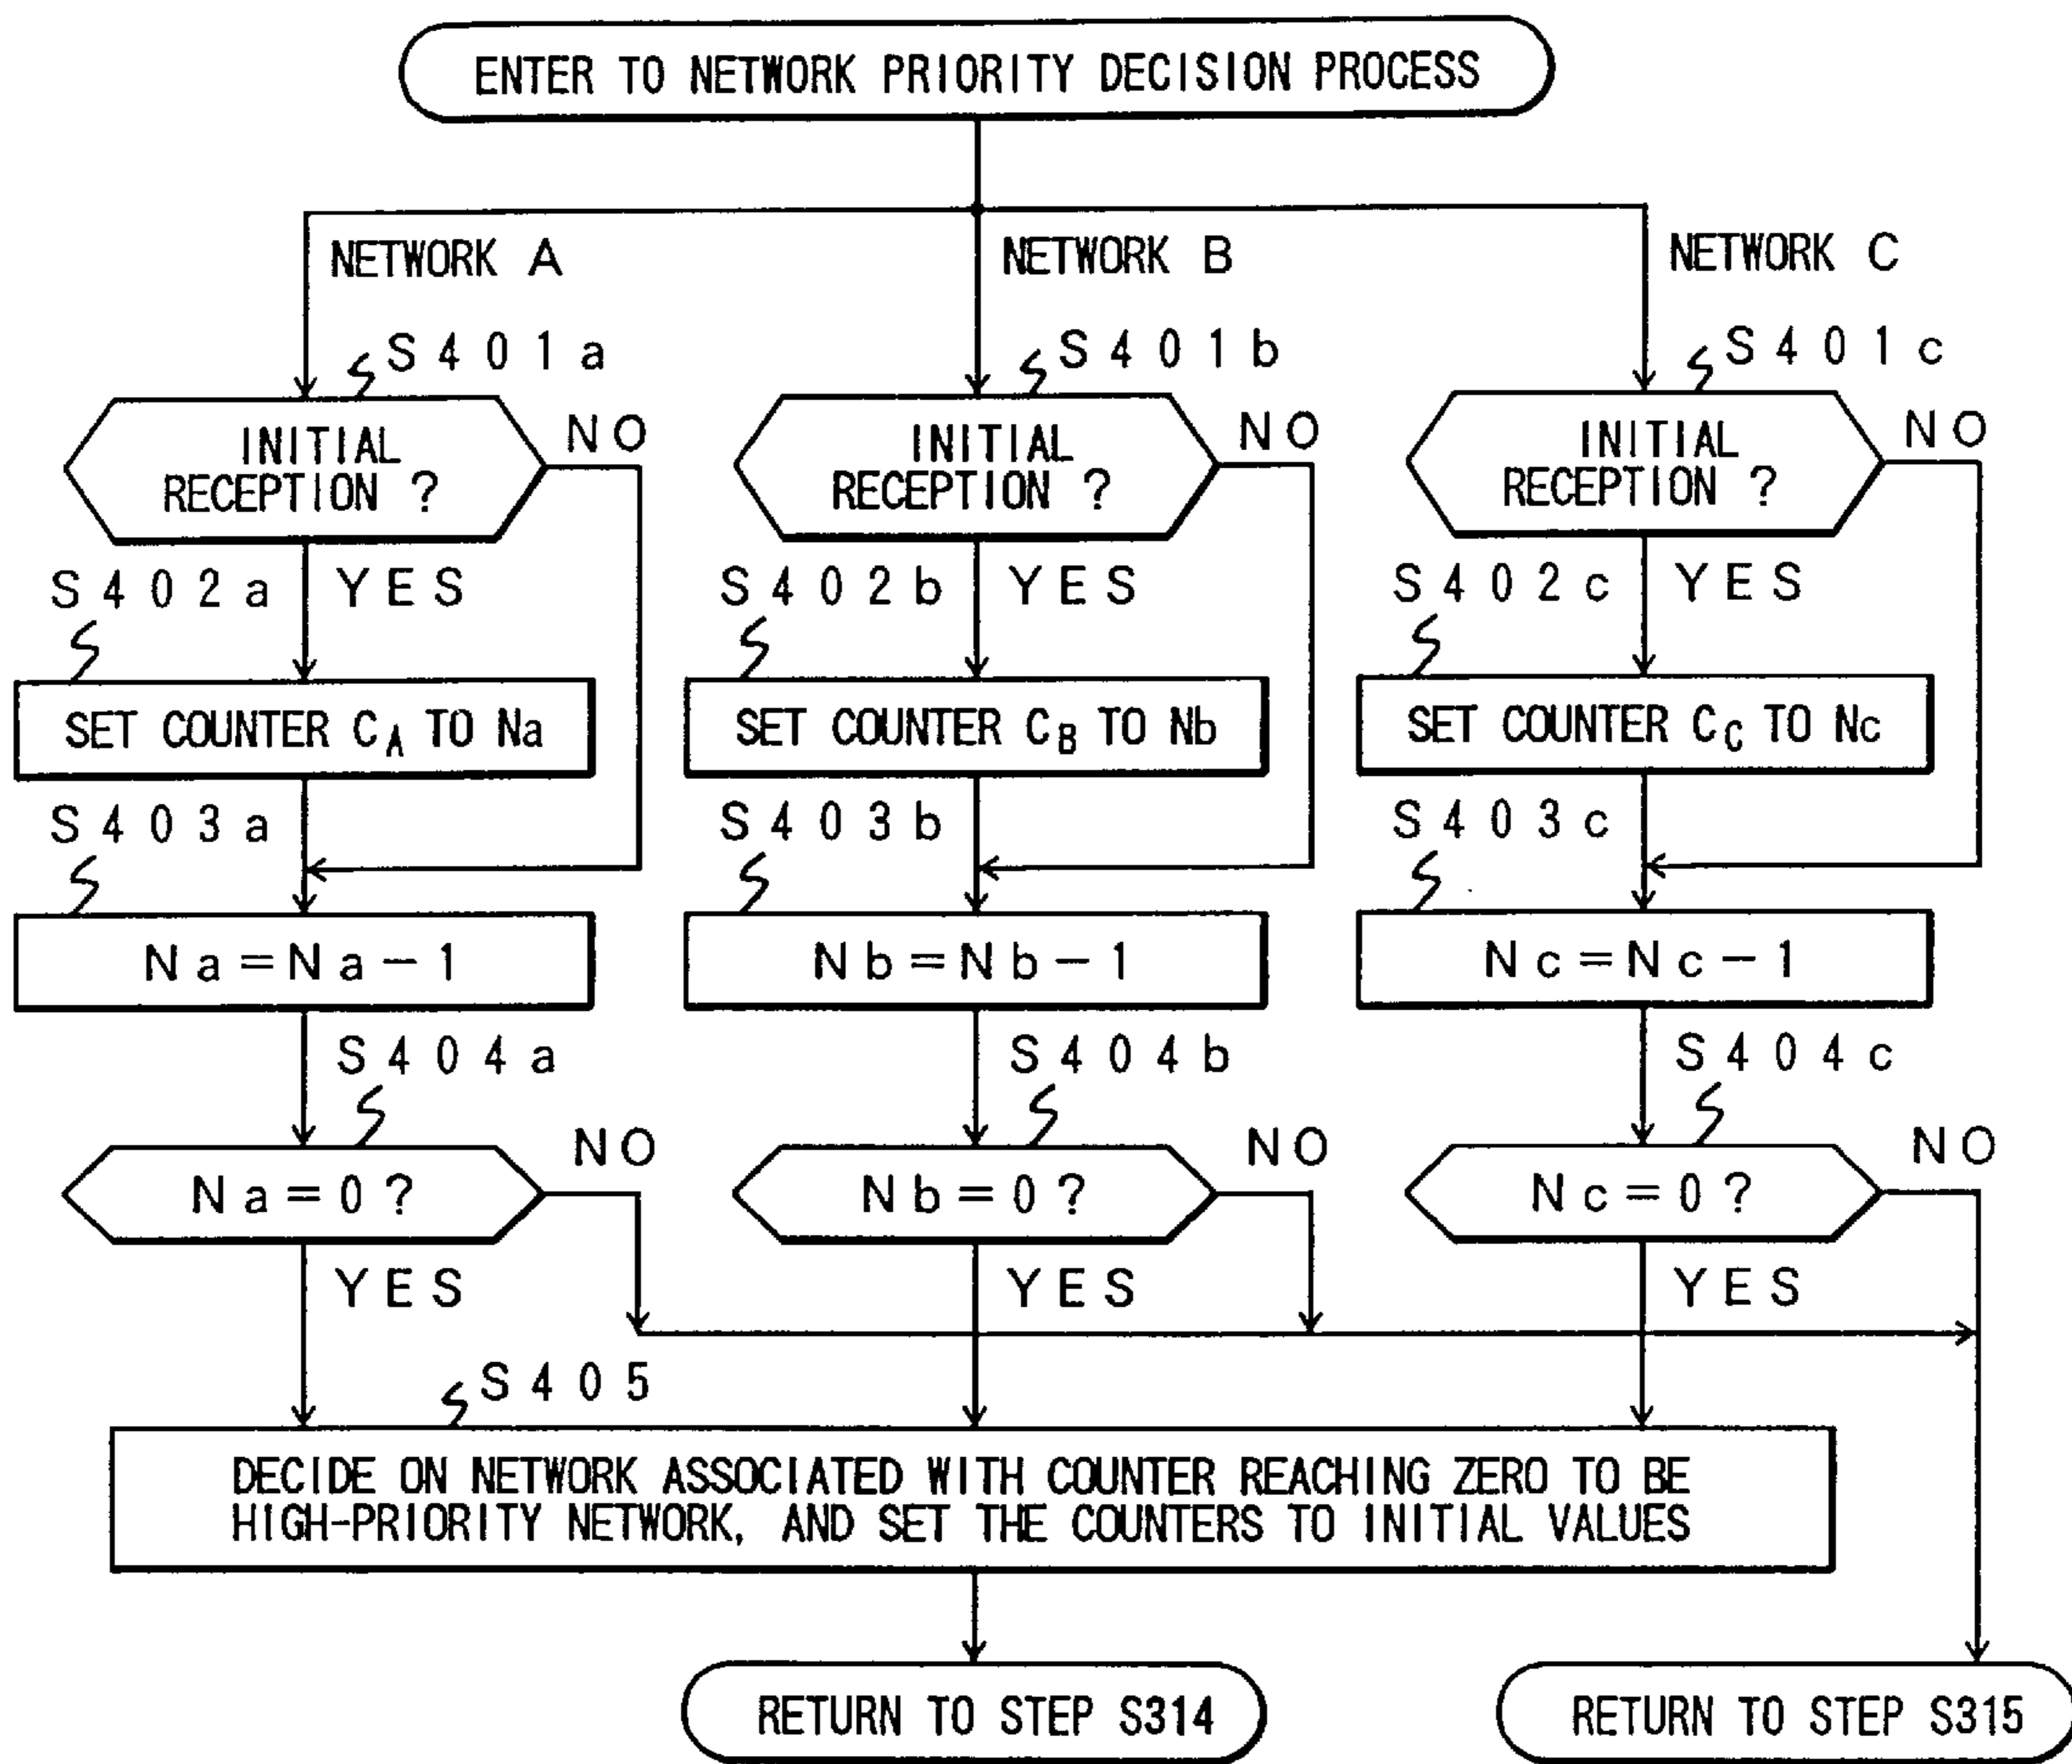 ENTER TO NETWORK PRIORITY DECISION PROCESS
NETWORK A
NETWORK B
NETWORK C
S401a
S401b
S401c
INITIAL
RECEPTION ?
NO
INITIAL
RECEPTION ?
NO
INITIAL
RECEPTION ?
NO
S402a
YES
S402b
YES
S402c
YES
SET COUNTER CA TO Na
SET COUNTER CB TO Nb
SET COUNTER CC TO Nc
S403a
S403b
S403c
Na=Na-1
Nb=Nb-1
Nc=Nc-1
S404a
S404b
S404c
Na=0?
NO
Nb=0?
NO
Nc=0?
NO
YES
YES
YES
S405
DECIDE ON NETWORK ASSOCIATED WITH COUNTER REACHING ZERO TO BE
HIGH-PRIORITY NETWORK, AND SET THE COUNTERS TO INITIAL VALUES
RETURN TO STEP S314
RETURN TO STEP S315